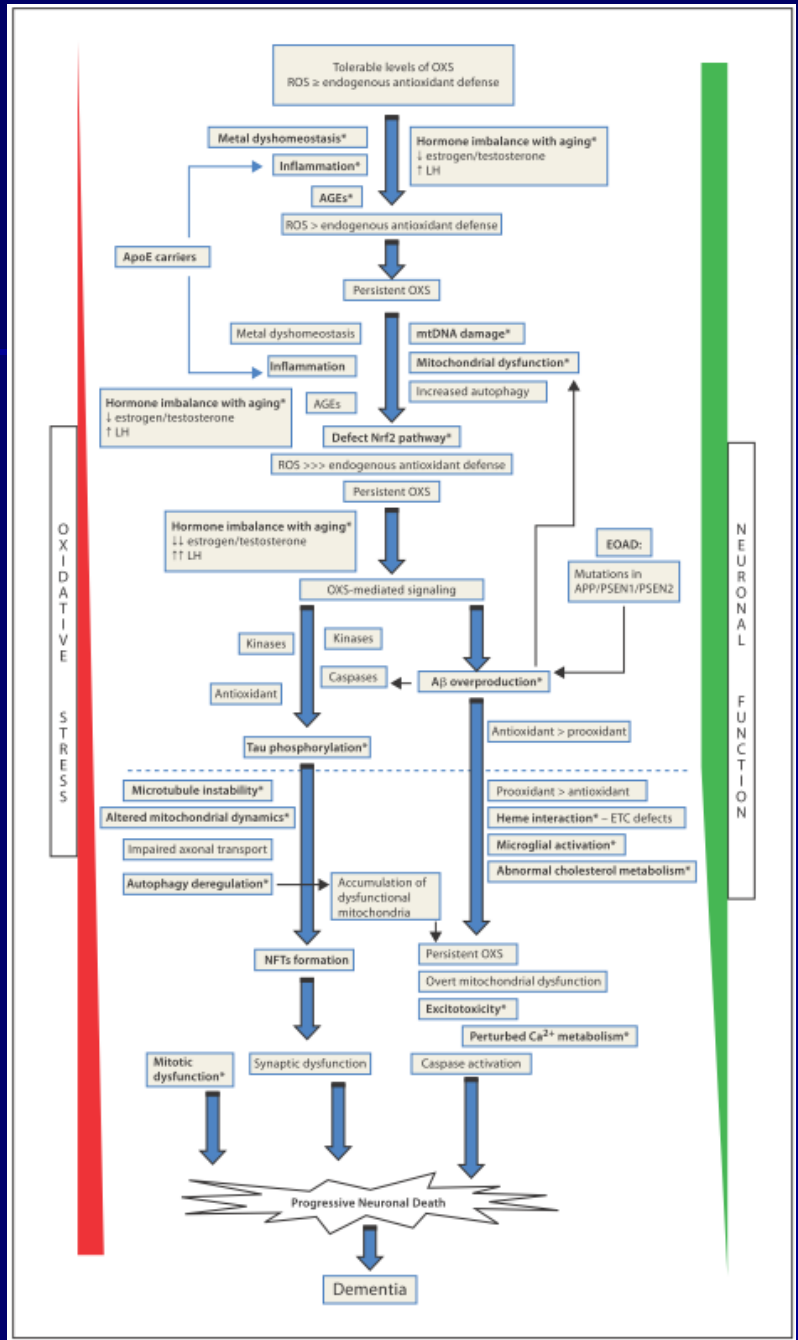 Tolerable levels of OXS
ROS ≥ endogenous antioxidant defense
Metal dyshomeostasis*
Inflammation*
AGEs*
Hormone imbalance with aging*
↓ estrogen/testosterone
↑ LH
ROS > endogenous antioxidant defense
ApoE carriers
Persistent OXS
Metal dyshomeostasis
Inflammation
mtDNA damage*
Mitochondrial dysfunction*
Increased autophagy
Hormone imbalance with aging*
↓ estrogen/testosterone
↑ LH
AGEs
Defect Nrf2 pathway*
ROS >>> endogenous antioxidant defense
Persistent OXS
Hormone imbalance with aging*
↓↓ estrogen/testosterone
↑↑ LH
EOAD:
Mutations in
APP/PSEN1/PSEN2
OXS-mediated signaling
Kinases
Kinases
Caspases
Aβ overproduction*
Antioxidant
Antioxidant > prooxidant
Tau phosphorylation*
Microtubule instability*
Altered mitochondrial dynamics*
Impaired axonal transport
Autophagy deregulation*
Accumulation of
dysfunctional
mitochondria
Prooxidant > antioxidant
Heme interaction* – ETC defects
Microglial activation*
Abnormal cholesterol metabolism*
NFTs formation
Persistent OXS
Overt mitochondrial dysfunction
Excitotoxicity*
Perturbed Ca²⁺ metabolism*
Mitotic
dysfunction*
Synaptic dysfunction
Caspase activation
Progressive Neuronal Death
Dementia
OXIDATIVE STRESS
NEURONAL FUNCTION